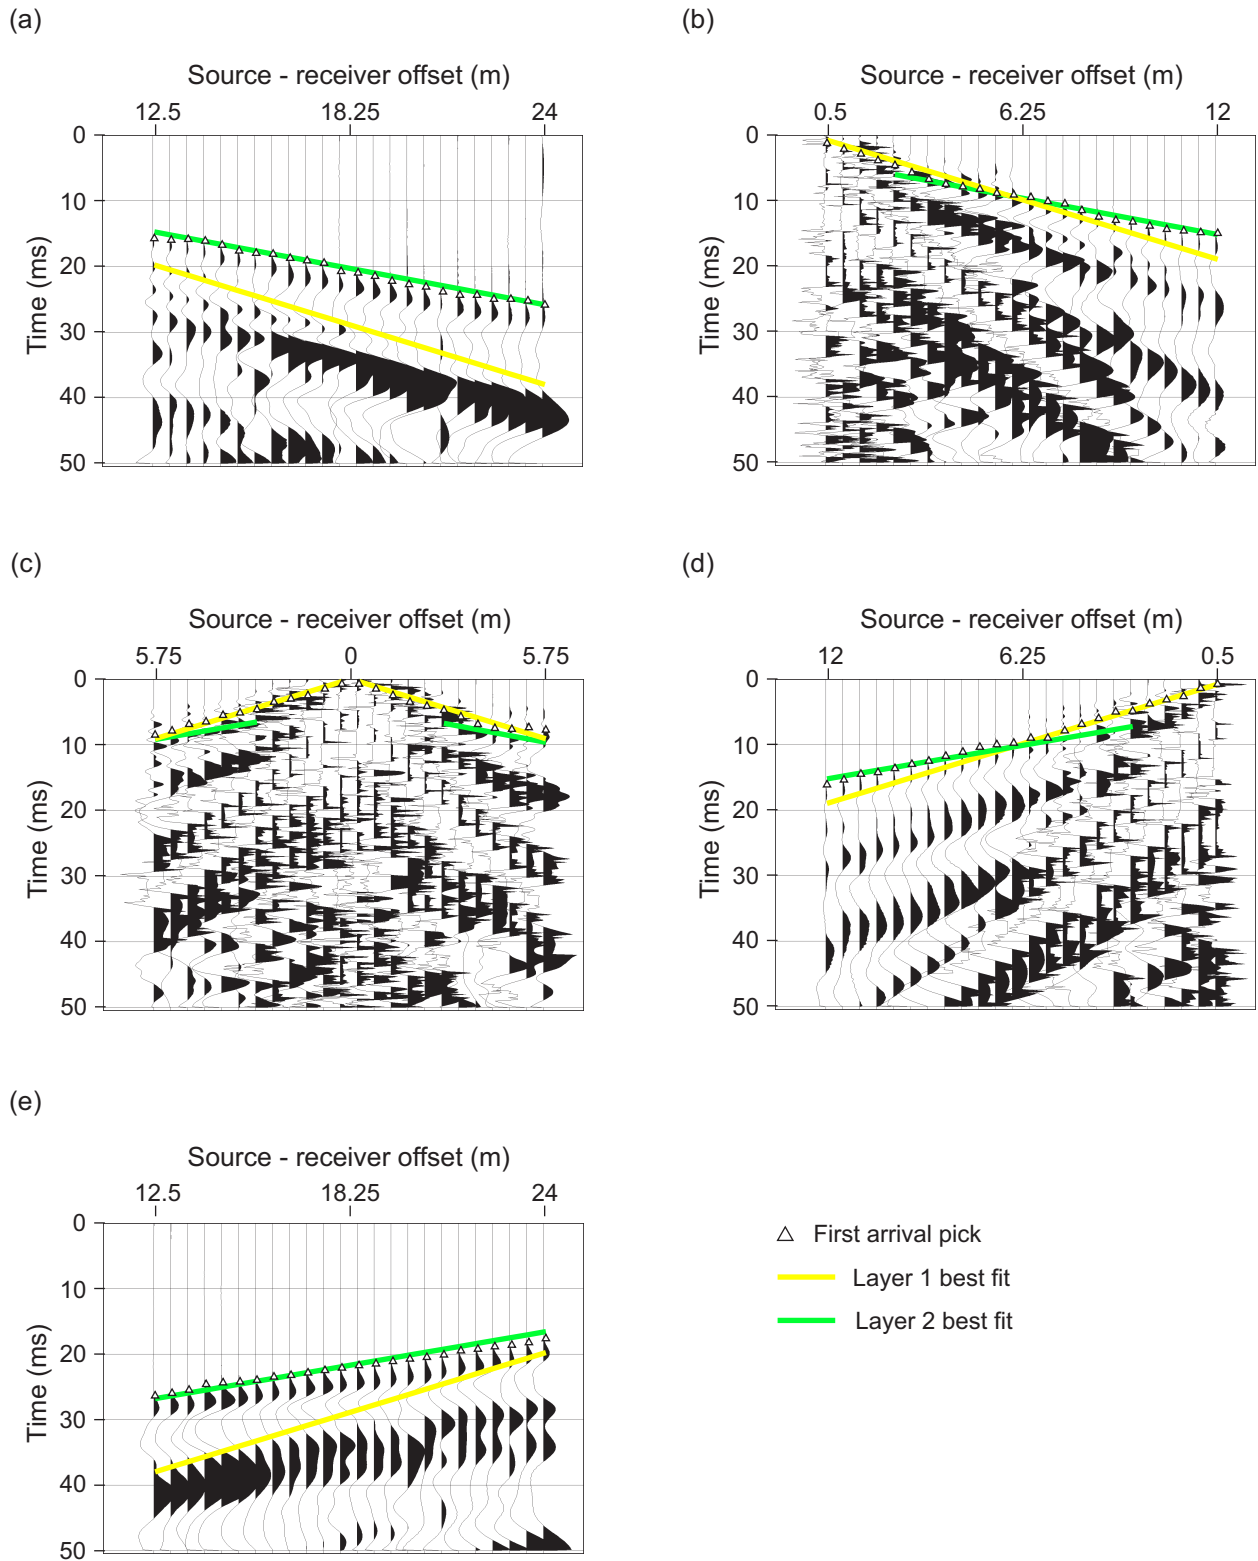 (a)
Source - receiver offset (m)
12.5 18.25 24
0
10
20
30
40
50
Time (ms)
(b)
Source - receiver offset (m)
0.5 6.25 12
0
10
20
30
40
50
Time (ms)
(c)
Source - receiver offset (m)
5.75 0 5.75
0
10
20
30
40
50
Time (ms)
(d)
Source - receiver offset (m)
12 6.25 0.5
0
10
20
30
40
50
Time (ms)
(e)
Source - receiver offset (m)
12.5 18.25 24
0
10
20
30
40
50
Time (ms)
First arrival pick
Layer 1 best fit
Layer 2 best fit